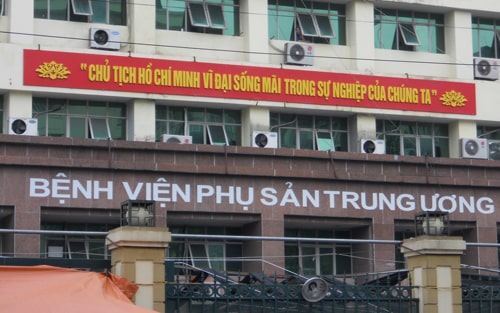 "CHỦ TỊCH HỒ CHÍ MINH VĨ ĐẠI SỐNG MÃI TRONG SỰ NGHIỆP CỦA CHÚNG TA"
BỆNH VIỆN PHỤ SẢN TRUNG ƯƠNG